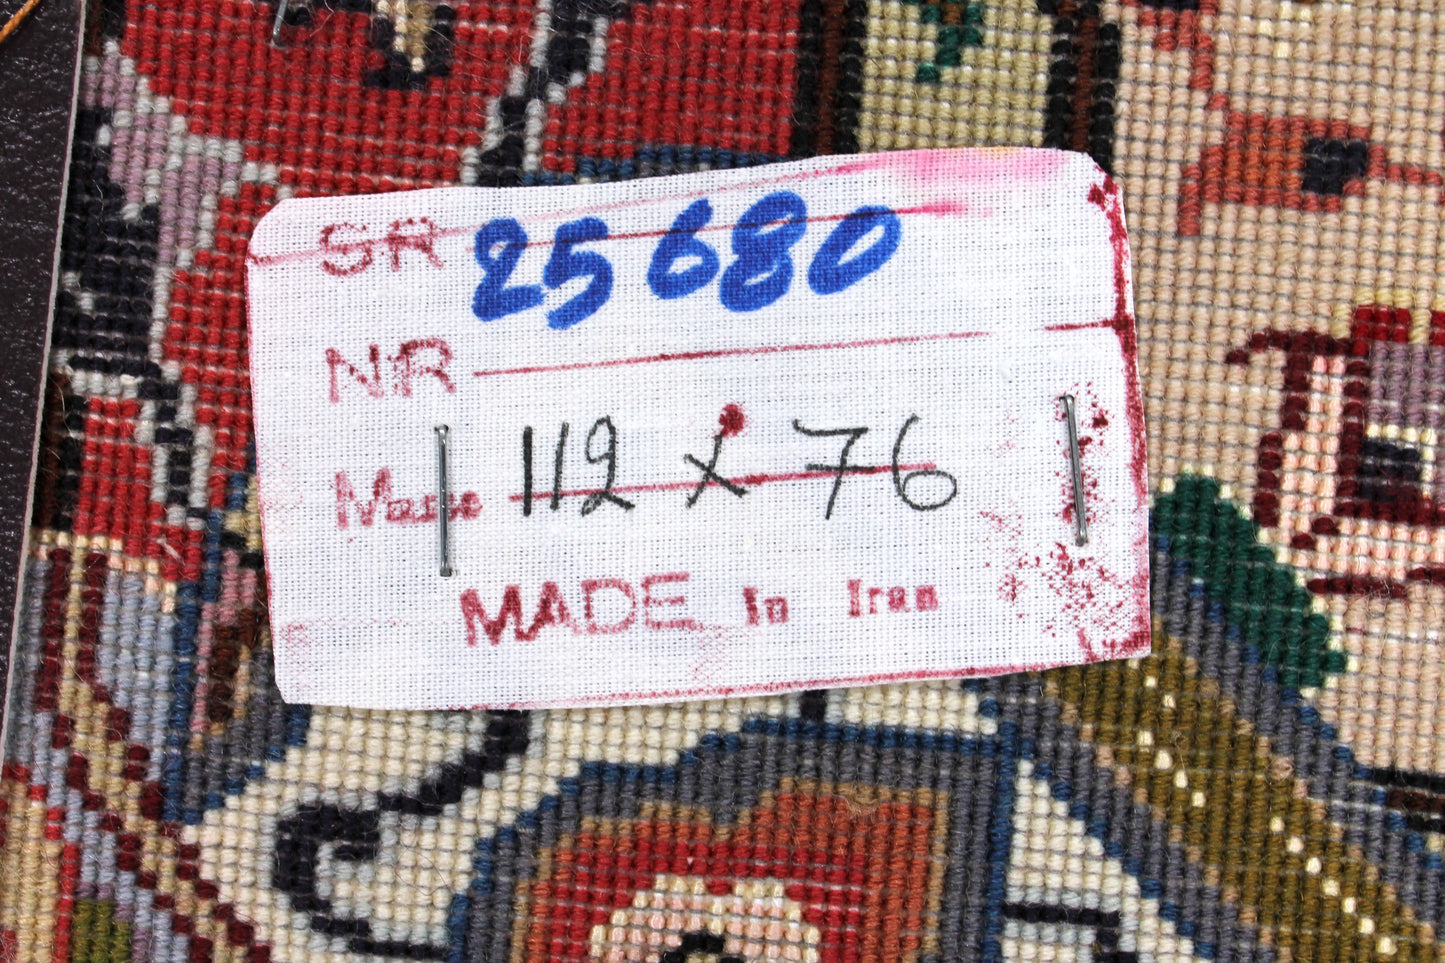 SR 25680
NR
Masse 112 x 76
MADE in Iran